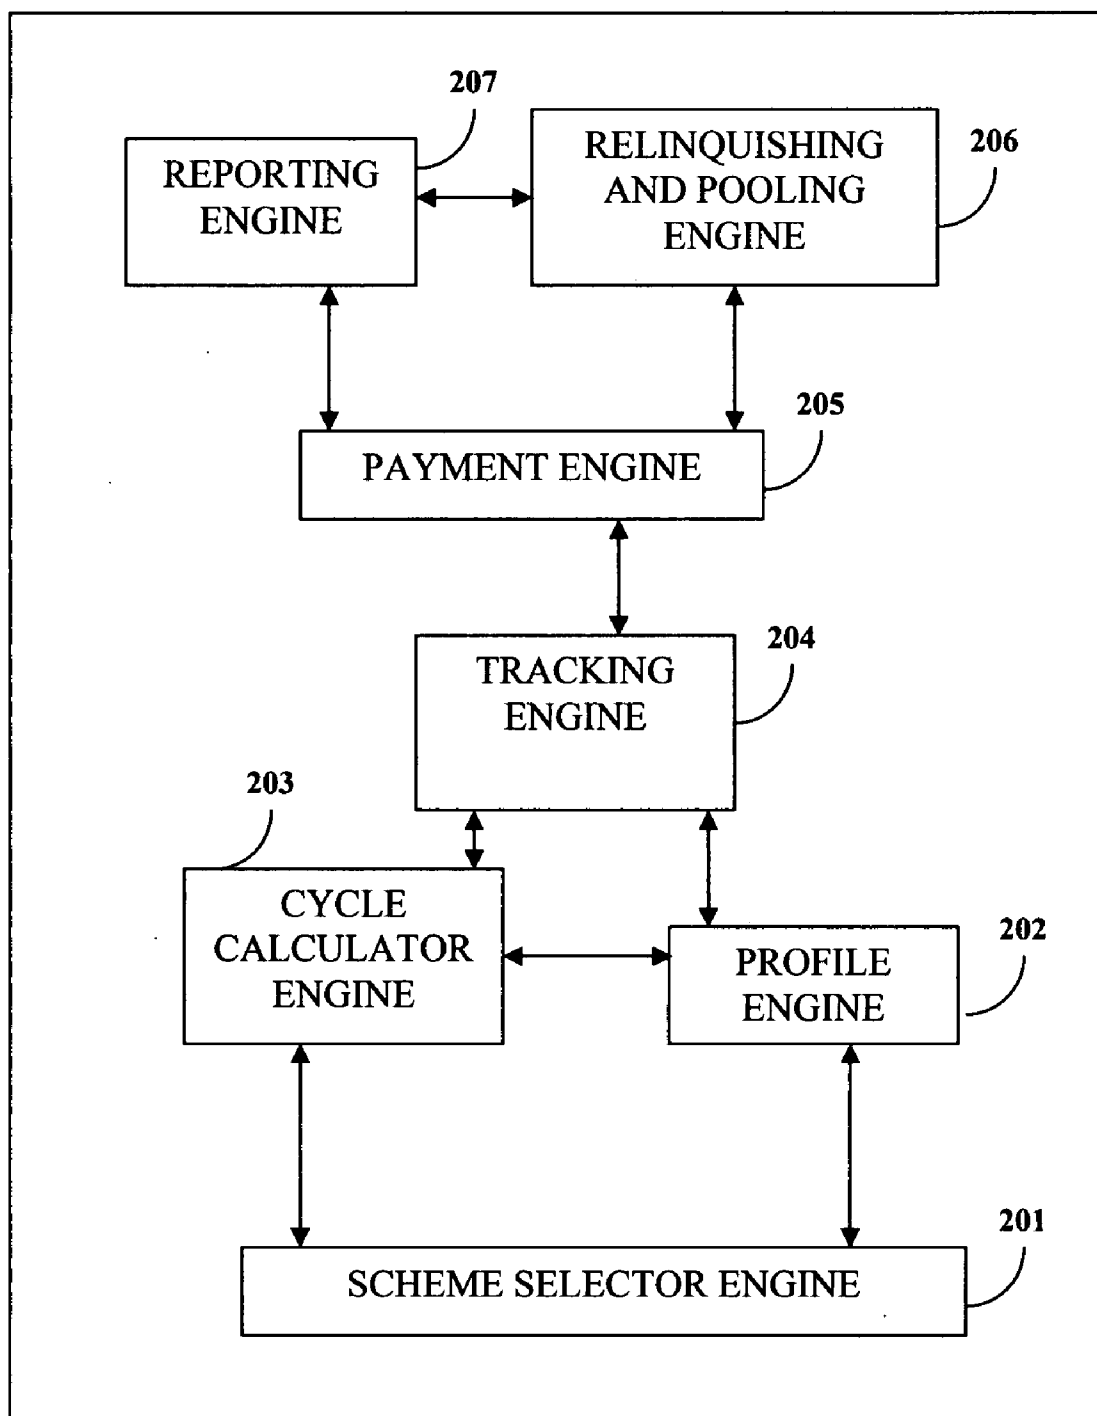 207
REPORTING
ENGINE
RELINQUISHING
AND POOLING
ENGINE
206
205
PAYMENT ENGINE
204
TRACKING
ENGINE
203
CYCLE
CALCULATOR
ENGINE
202
PROFILE
ENGINE
201
SCHEME SELECTOR ENGINE